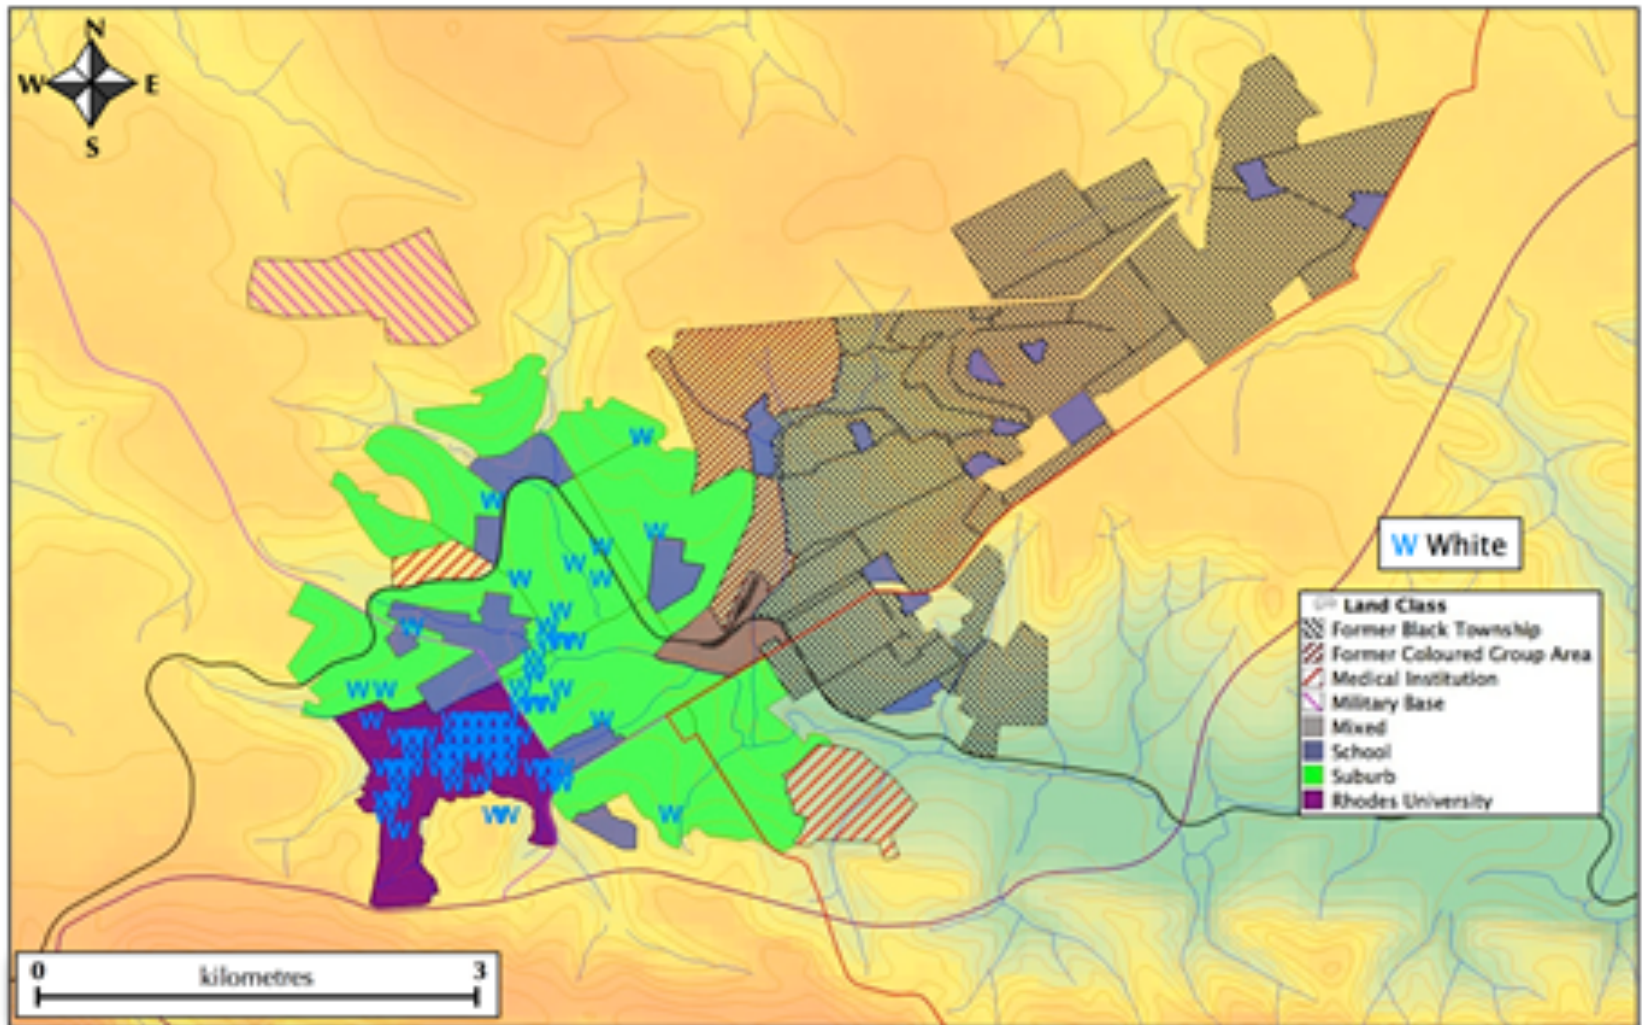 N
W E
S
W White
Land Class
Former Black Township
Former Coloured Group Area
Medical Institution
Military Base
Mixed
School
Suburb
Rhodes University
0 kilometres 3